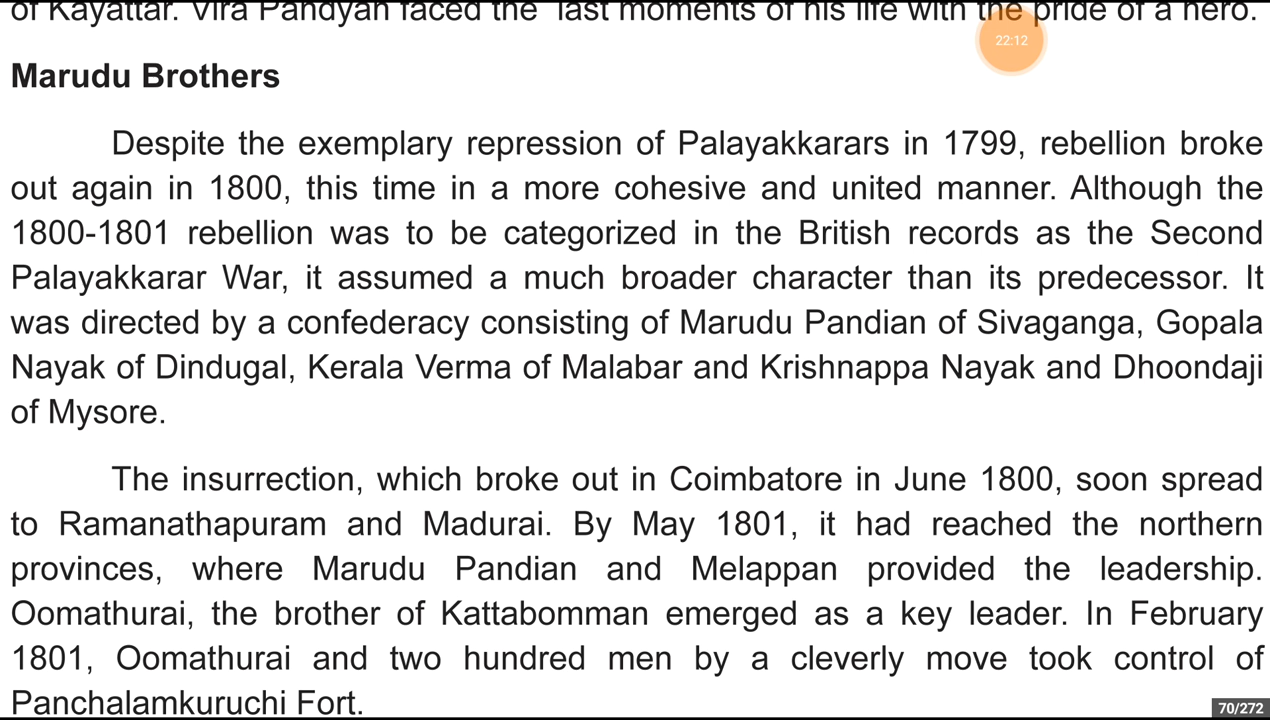 of Kayattar. Vira Pandyan faced the last moments of his life with the pride of a hero.
22:12
Marudu Brothers
Despite the exemplary repression of Palayakkarars in 1799, rebellion broke
out again in 1800, this time in a more cohesive and united manner. Although the
1800-1801 rebellion was to be categorized in the British records as the Second
Palayakkarar War, it assumed a much broader character than its predecessor. It
was directed by a confederacy consisting of Marudu Pandian of Sivaganga, Gopala
Nayak of Dindugal, Kerala Verma of Malabar and Krishnappa Nayak and Dhoondaji
of Mysore.
The insurrection, which broke out in Coimbatore in June 1800, soon spread
to Ramanathapuram and Madurai. By May 1801, it had reached the northern
provinces, where Marudu Pandian and Melappan provided the leadership.
Oomathurai, the brother of Kattabomman emerged as a key leader. In February
1801, Oomathurai and two hundred men by a cleverly move took control of
Panchalamkuruchi Fort.
70/272